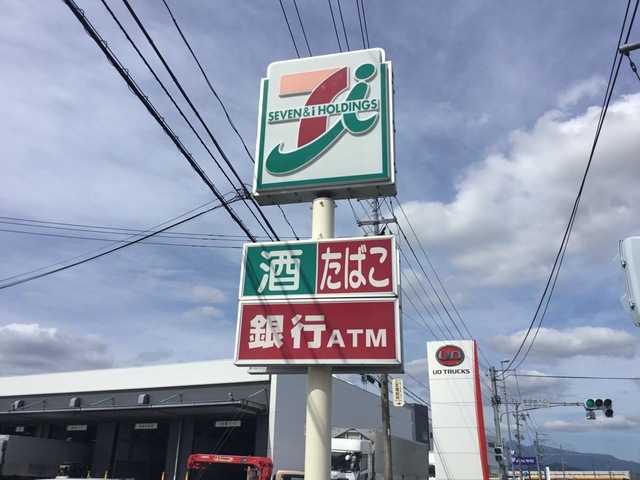 SEVEN & i HOLDINGS
酒 たばこ
銀行ATM
UD
UD TRUCKS